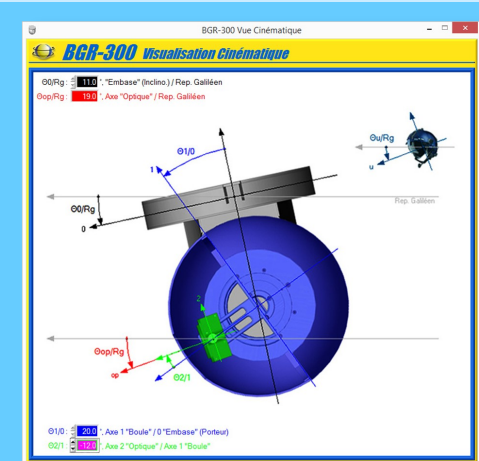 BGR-300 Vue Cinématique
BGR-300 Visualisation Cinématique
Θ0/Rg : 11.0 °, "Embase" (Inclino.) / Rep. Galiléen
Θop/Rg : 19.0 °, Axe "Optique" / Rep. Galiléen
Θu/Rg
u
Θ1/0
1
Rep. Galiléen
Θ0/Rg
0
2
Θop/Rg
op
Θ2/1
Θ1/0 : 20.0 °, Axe 1 "Boule" / 0 "Embase" (Porteur)
Θ2/1 : -12.0 °, Axe 2 "Optique" / Axe 1 "Boule"